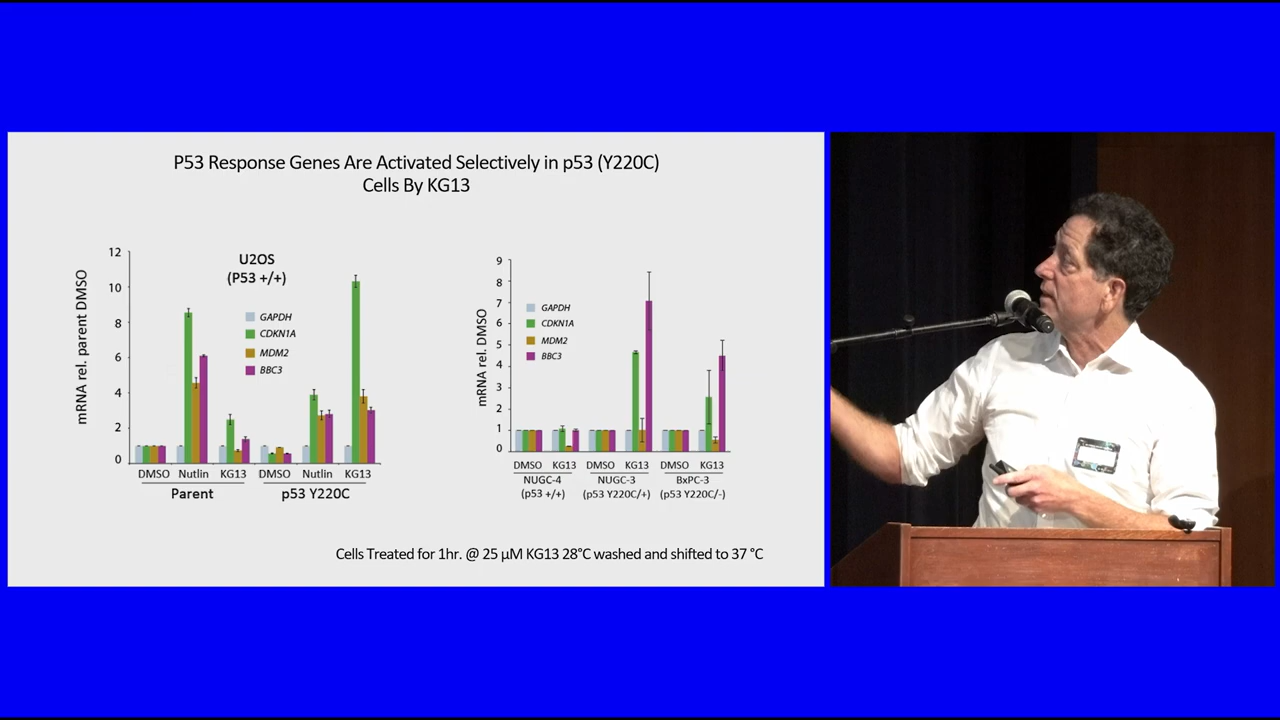 P53 Response Genes Are Activated Selectively in p53 (Y220C)
Cells By KG13
mRNA rel. parent DMSO
12
10
8
6
4
2
0
U2OS
(P53 +/+)
GAPDH
CDKN1A
MDM2
BBC3
DMSO Nutlin KG13 DMSO Nutlin KG13
Parent p53 Y220C
mRNA rel. DMSO
9
8
7
6
5
4
3
2
1
0
GAPDH
CDKN1A
MDM2
BBC3
DMSO KG13 DMSO KG13 DMSO KG13
NUGC-4 NUGC-3 BxPC-3
(p53 +/+) (p53 Y220C/+) (p53 Y220C/-)
Cells Treated for 1hr. @ 25 µM KG13 28°C washed and shifted to 37 °C